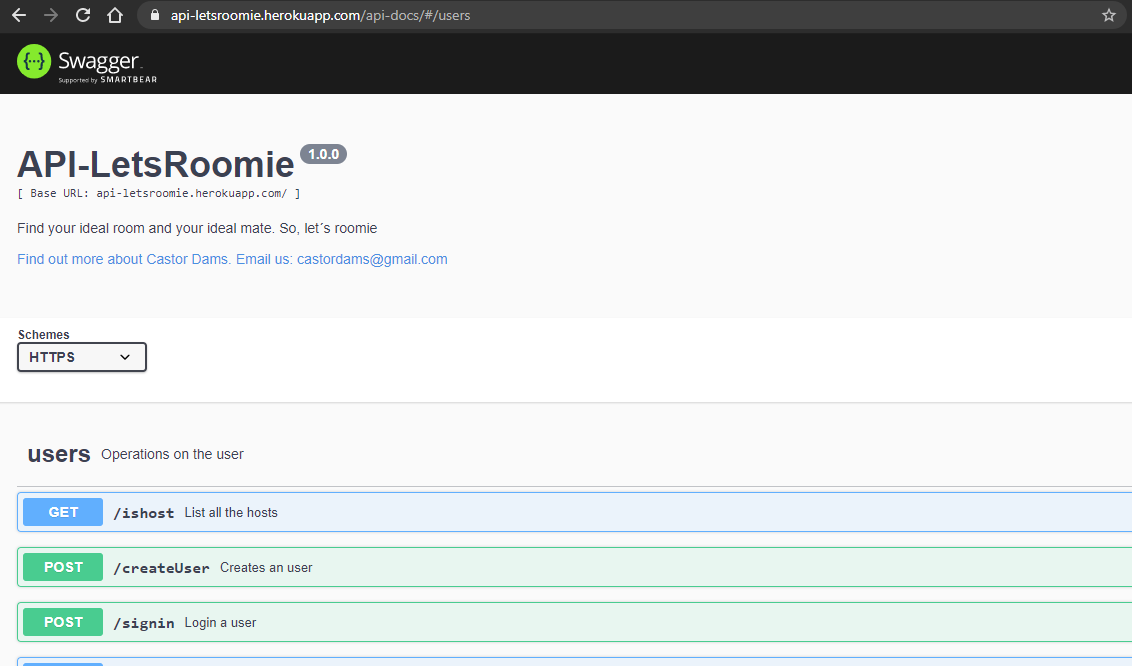 api-letsroomie.herokuapp.com/api-docs/#/users
{···} Swagger
Supported by SMARTBEAR
API-LetsRoomie 1.0.0
[ Base URL: api-letsroomie.herokuapp.com/ ]
Find your ideal room and your ideal mate. So, let´s roomie
Find out more about Castor Dams. Email us: castordams@gmail.com
Schemes
HTTPS
users Operations on the user
GET /ishost List all the hosts
POST /createUser Creates an user
POST /signin Login a user